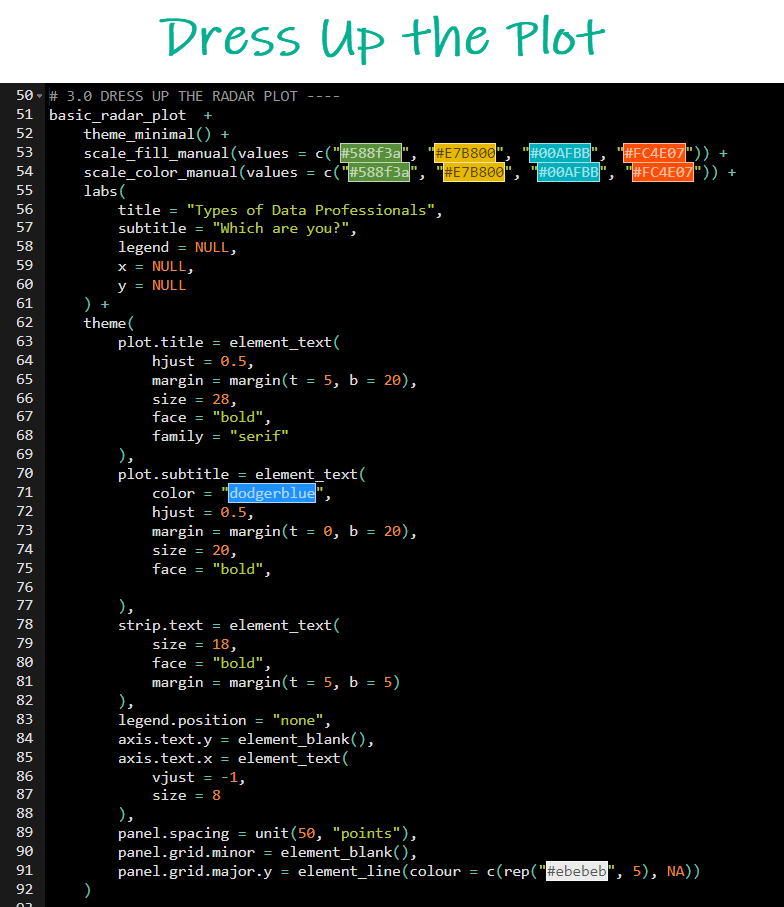 Dress Up the Plot
50 # 3.0 DRESS UP THE RADAR PLOT ----
51 basic_radar_plot  +
52     theme_minimal() +
53     scale_fill_manual(values = c("#588f3a", "#E7B800", "#00AFBB", "#FC4E07")) +
54     scale_color_manual(values = c("#588f3a", "#E7B800", "#00AFBB", "#FC4E07")) +
55     labs(
56         title = "Types of Data Professionals",
57         subtitle = "Which are you?",
58         legend = NULL,
59         x = NULL,
60         y = NULL
61     ) +
62     theme(
63         plot.title = element_text(
64             hjust = 0.5,
65             margin = margin(t = 5, b = 20),
66             size = 28,
67             face = "bold",
68             family = "serif"
69         ),
70         plot.subtitle = element_text(
71             color = "dodgerblue",
72             hjust = 0.5,
73             margin = margin(t = 0, b = 20),
74             size = 20,
75             face = "bold",
76
77         ),
78         strip.text = element_text(
79             size = 18,
80             face = "bold",
81             margin = margin(t = 5, b = 5)
82         ),
83         legend.position = "none",
84         axis.text.y = element_blank(),
85         axis.text.x = element_text(
86             vjust = -1,
87             size = 8
88         ),
89         panel.spacing = unit(50, "points"),
90         panel.grid.minor = element_blank(),
91         panel.grid.major.y = element_line(colour = c(rep("#ebebeb", 5), NA))
92     )